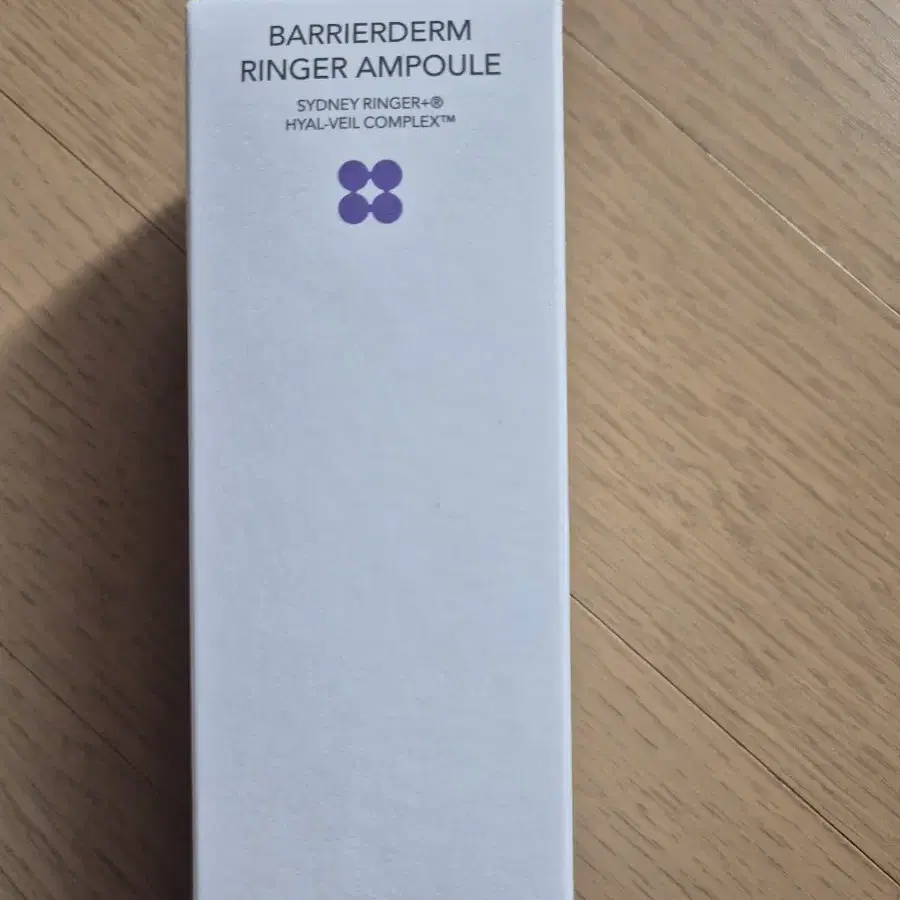 BARRIERDERM
RINGER AMPOULE
SYDNEY RINGER+®
HYAL-VEIL COMPLEX™